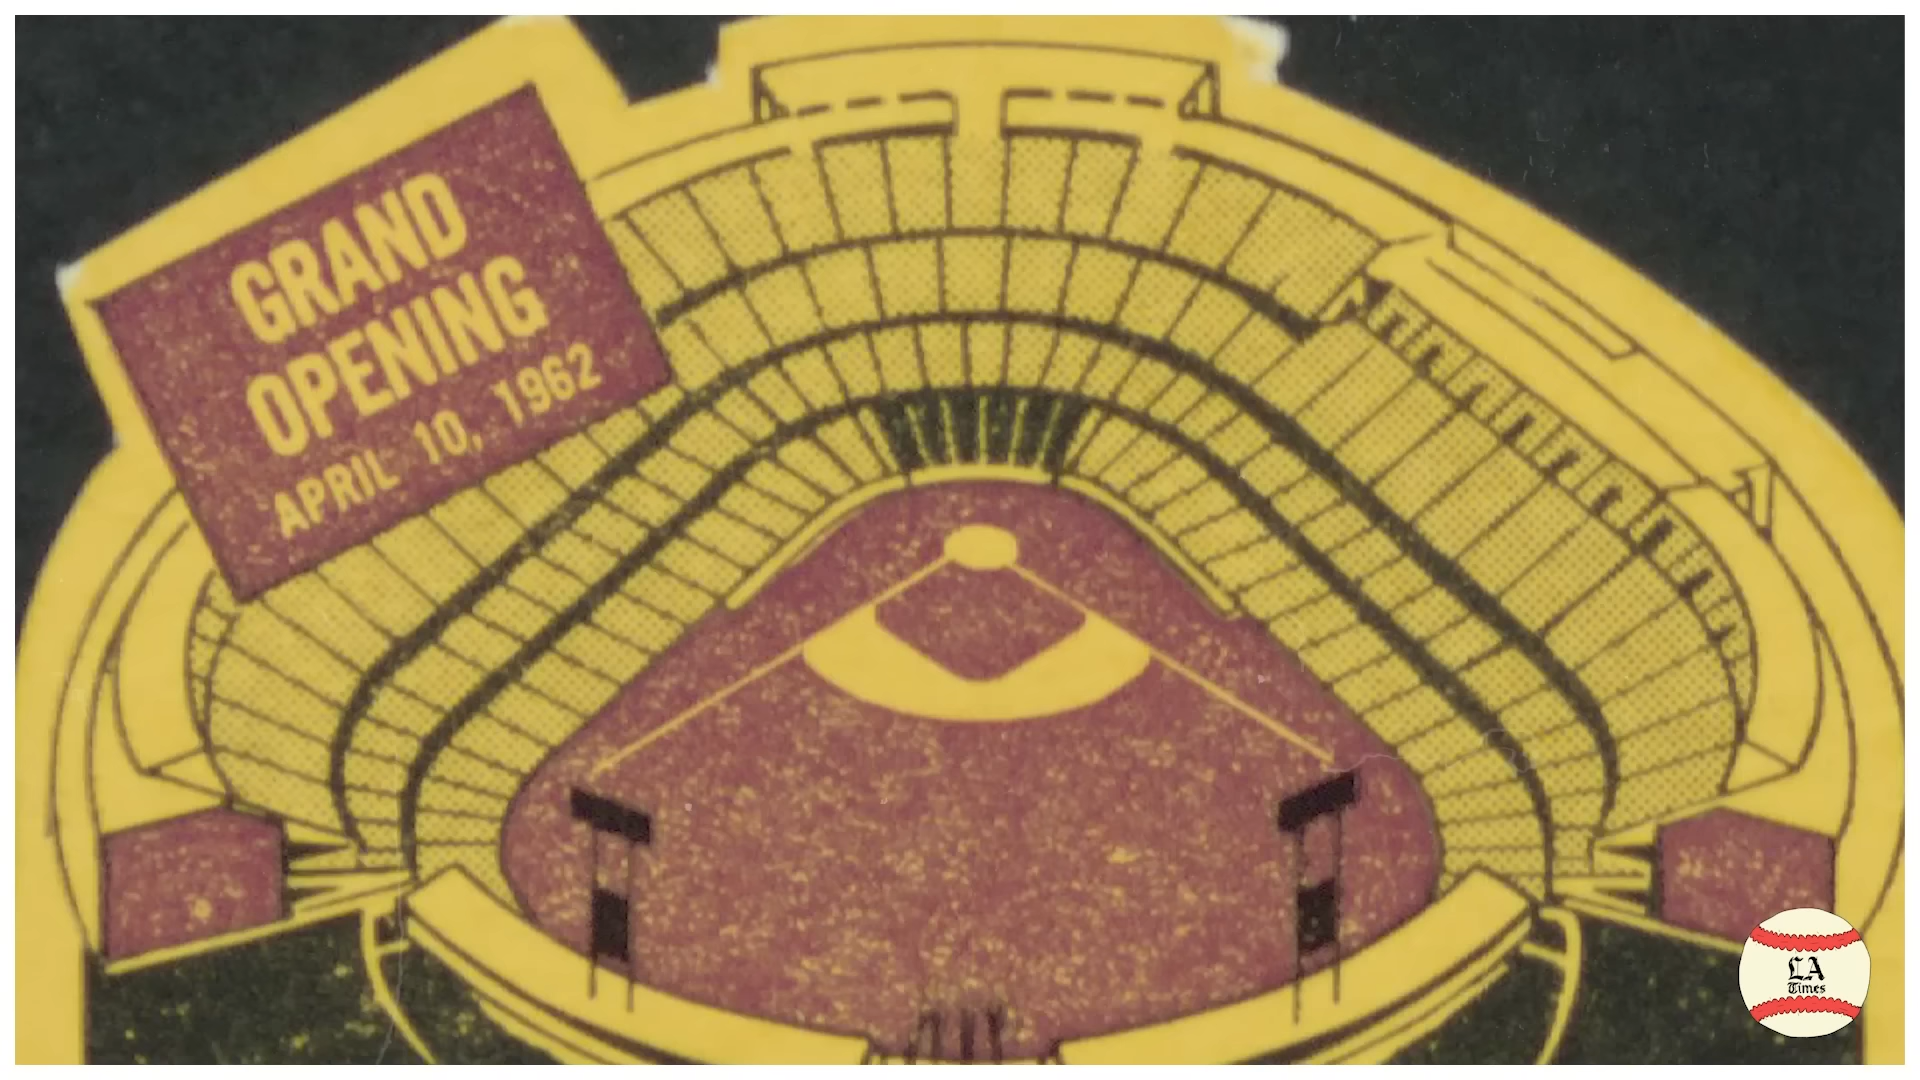 GRAND
OPENING
APRIL 10, 1962
LA
Times